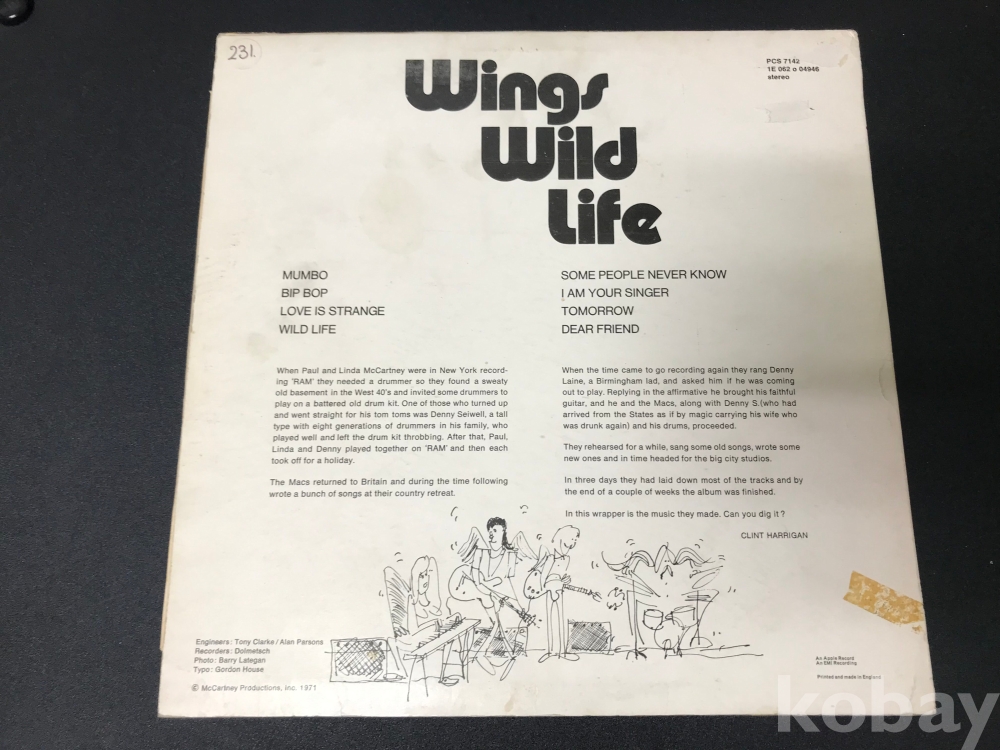 231.
PCS 7142
1E 062 o 04946
stereo
Wings
Wild
Life
MUMBO
BIP BOP
LOVE IS STRANGE
WILD LIFE
SOME PEOPLE NEVER KNOW
I AM YOUR SINGER
TOMORROW
DEAR FRIEND
When Paul and Linda McCartney were in New York record-
ing 'RAM' they needed a drummer so they found a sweaty
old basement in the West 40's and invited some drummers to
play on a battered old drum kit. One of those who turned up
and went straight for his tom toms was Denny Seiwell, a tall
type with eight generations of drummers in his family, who
played well and left the drum kit throbbing. After that, Paul,
Linda and Denny played together on 'RAM' and then each
took off for a holiday.
The Macs returned to Britain and during the time following
wrote a bunch of songs at their country retreat.
When the time came to go recording again they rang Denny
Laine, a Birmingham lad, and asked him if he was coming
out to play. Replying in the affirmative he brought his faithful
guitar, and he and the Macs, along with Denny S.(who had
arrived from the States as if by magic carrying his wife who
was drunk again) and his drums, proceeded.
They rehearsed for a while, sang some old songs, wrote some
new ones and in time headed for the big city studios.
In three days they had laid down most of the tracks and by
the end of a couple of weeks the album was finished.
In this wrapper is the music they made. Can you dig it?
CLINT HARRIGAN
Engineers: Tony Clarke/Alan Parsons
Recorders: Dolmetsch
Photo: Barry Lategan
Typo: Gordon House
© McCartney Productions, Inc. 1971
An Apple Record
An EMI Recording
Printed and made in England
kobay